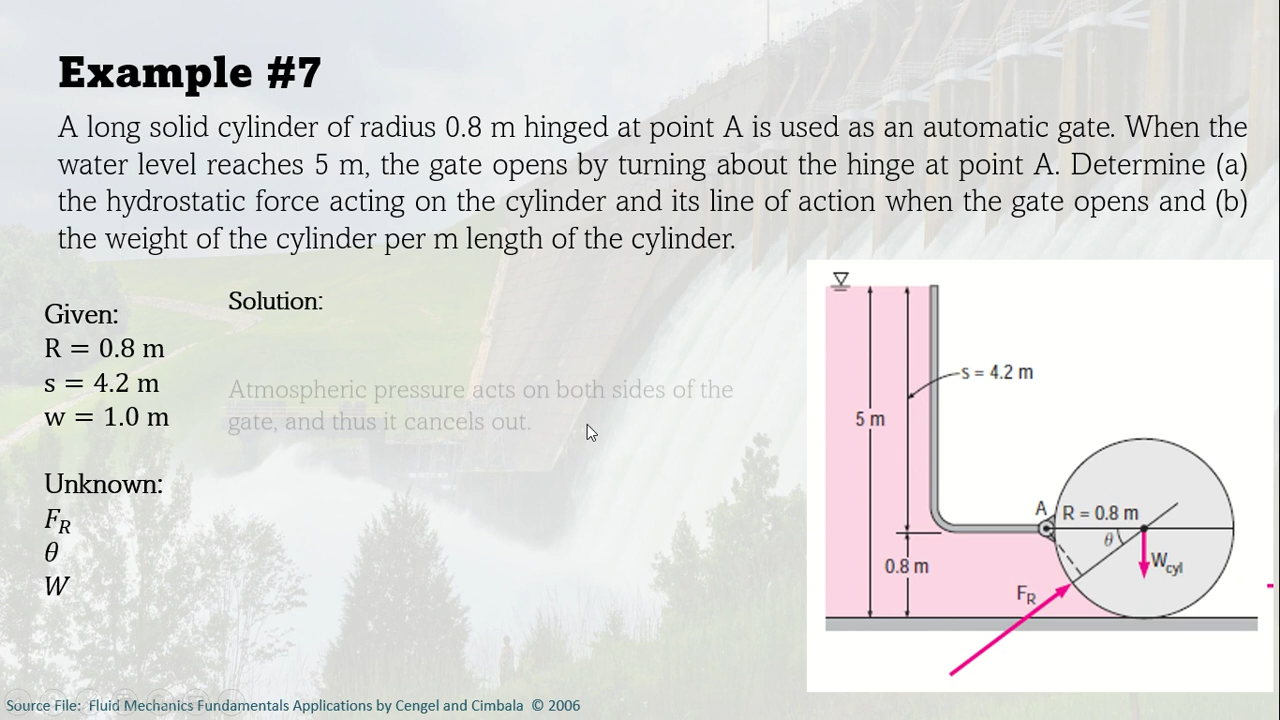 Example #7
A long solid cylinder of radius 0.8 m hinged at point A is used as an automatic gate. When the
water level reaches 5 m, the gate opens by turning about the hinge at point A. Determine (a)
the hydrostatic force acting on the cylinder and its line of action when the gate opens and (b)
the weight of the cylinder per m length of the cylinder.
Given:
R = 0.8 m
s = 4.2 m
w = 1.0 m
Unknown:
F_R
θ
W
Solution:
Atmospheric pressure acts on both sides of the
gate, and thus it cancels out.
s = 4.2 m
5 m
A
R = 0.8 m
θ
0.8 m
W_cyl
F_R
Source File: Fluid Mechanics Fundamentals Applications by Cengel and Cimbala © 2006